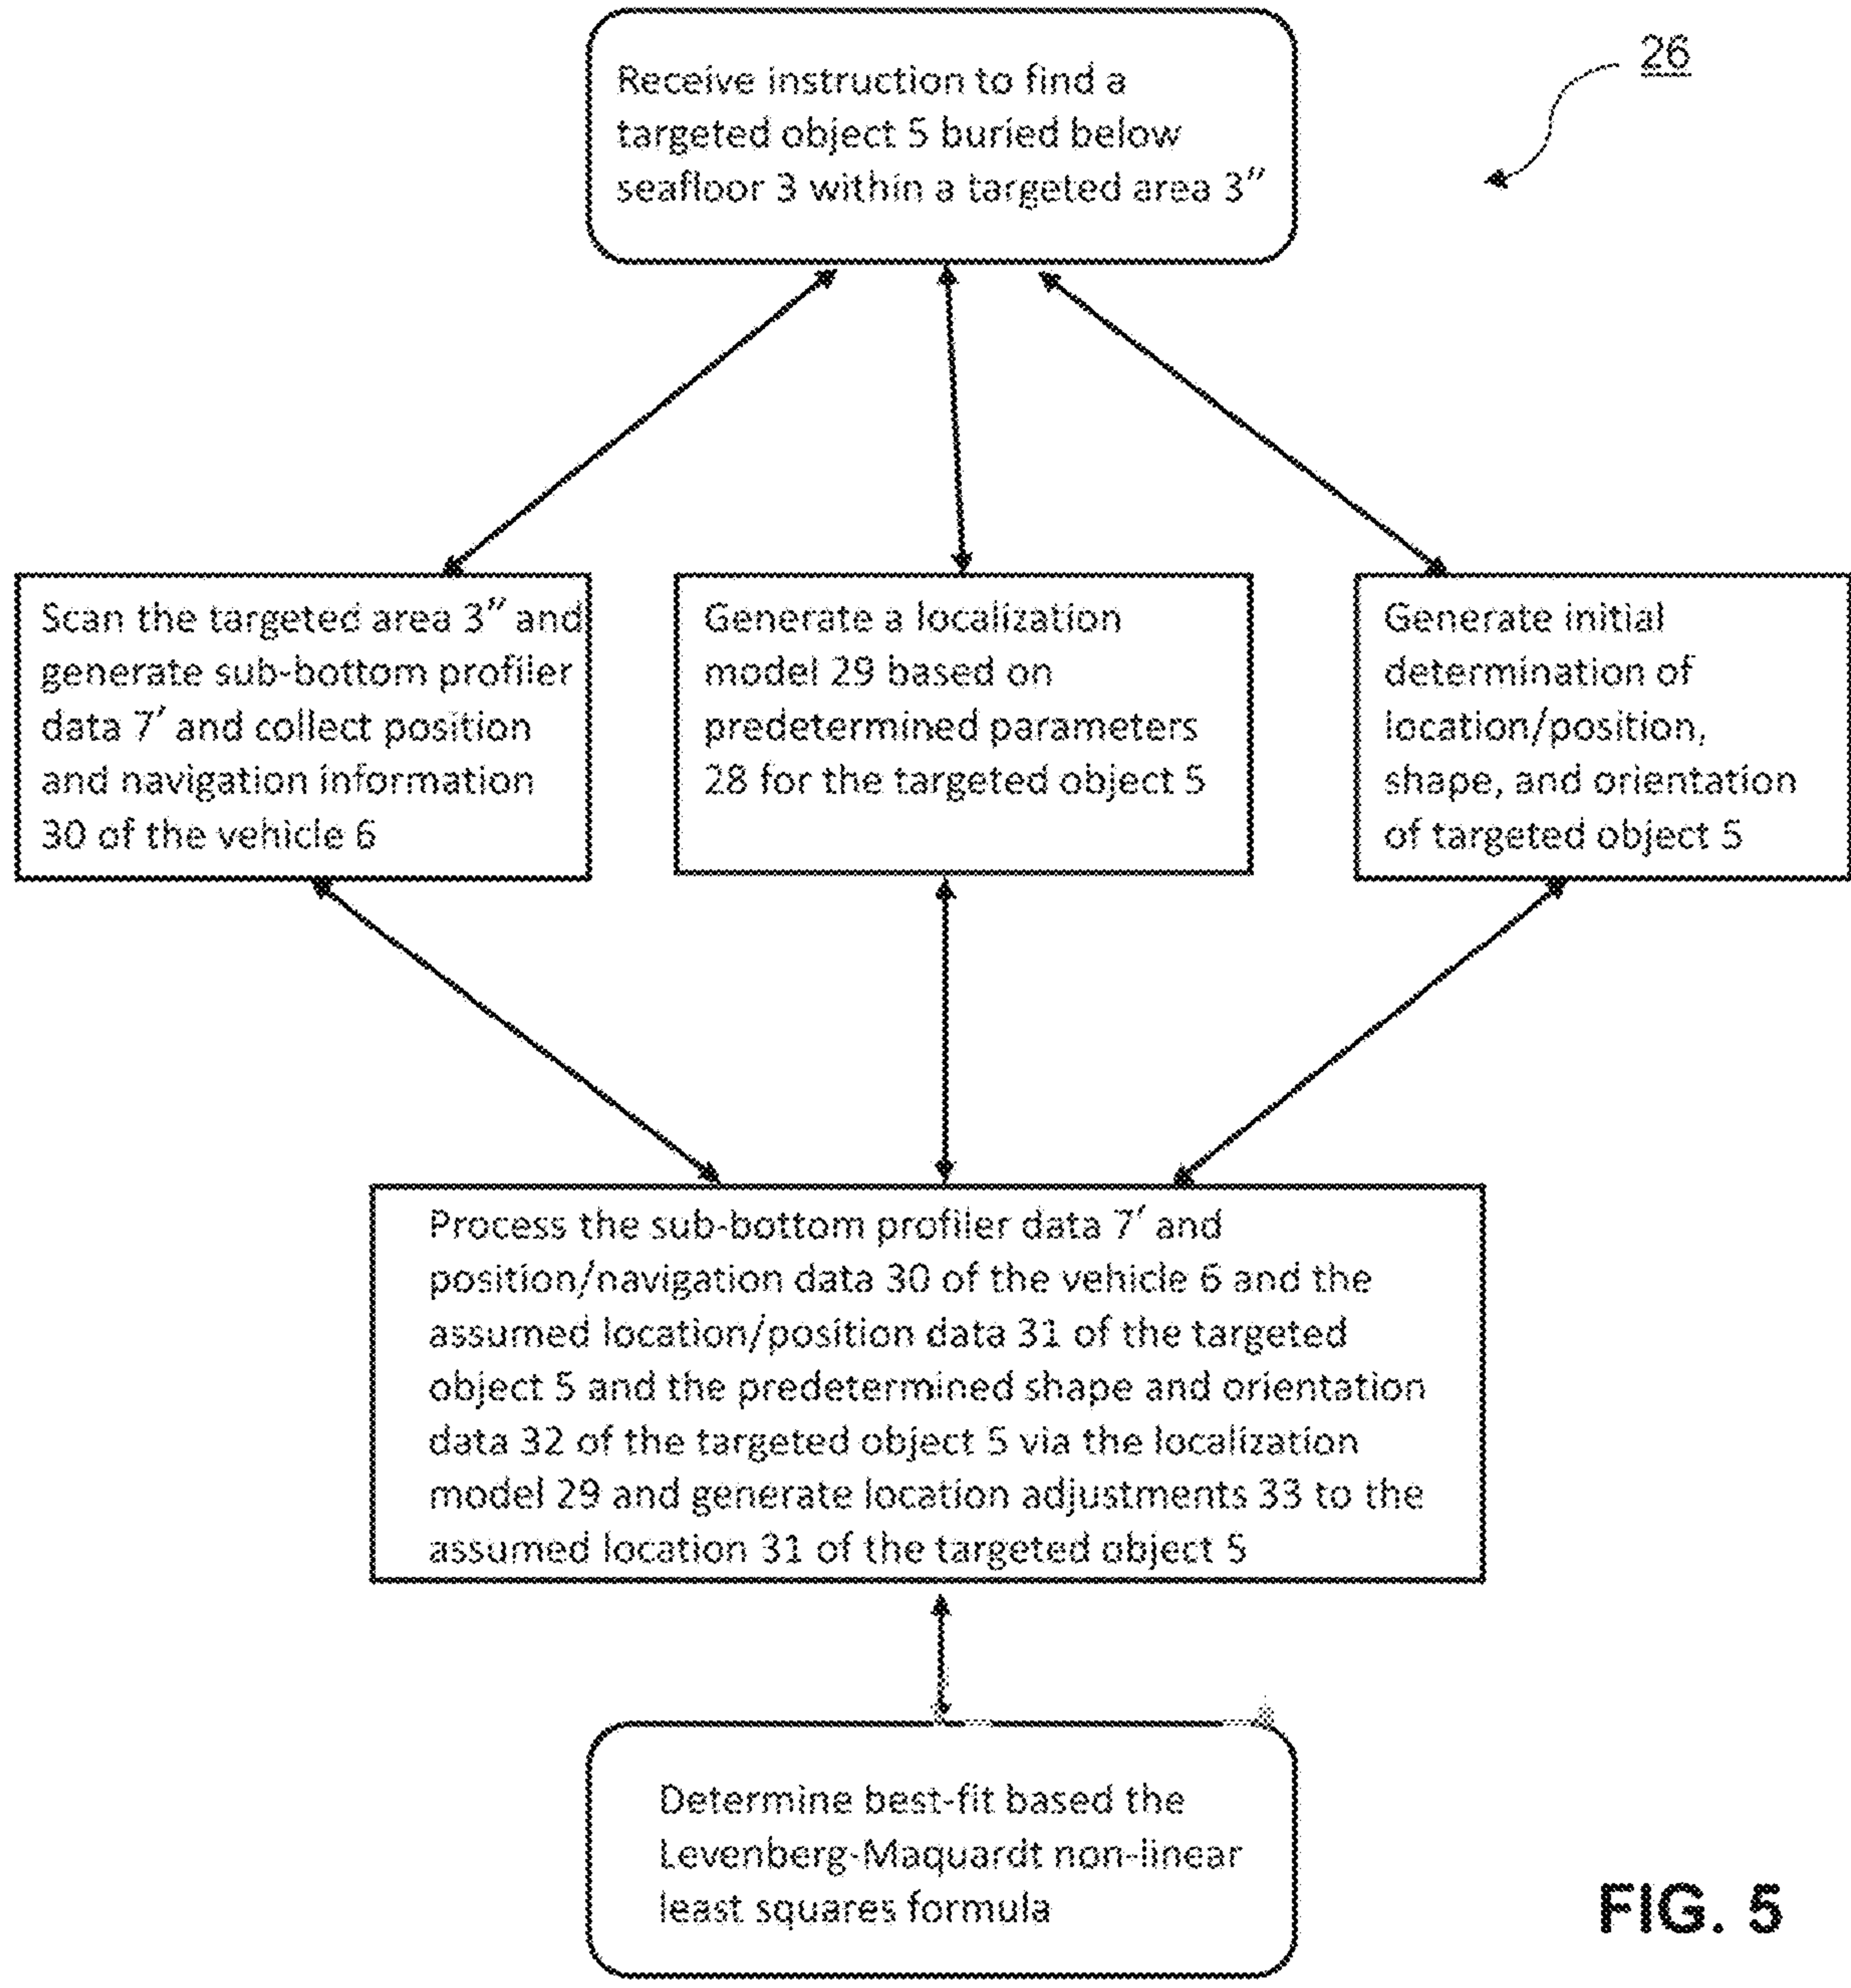 26
Receive instruction to find a
targeted object 5 buried below
seafloor 3 within a targeted area 3″
Scan the targeted area 3″ and
generate sub-bottom profiler
data 7′ and collect position
and navigation information
30 of the vehicle 6
Generate a localization
model 29 based on
predetermined parameters
28 for the targeted object 5
Generate initial
determination of
location/position,
shape, and orientation
of targeted object 5
Process the sub-bottom profiler data 7′ and
position/navigation data 30 of the vehicle 6 and the
assumed location/position data 31 of the targeted
object 5 and the predetermined shape and orientation
data 32 of the targeted object 5 via the localization
model 29 and generate location adjustments 33 to the
assumed location 31 of the targeted object 5
Determine best-fit based the
Levenberg-Maquardt non-linear
least squares formula
FIG. 5